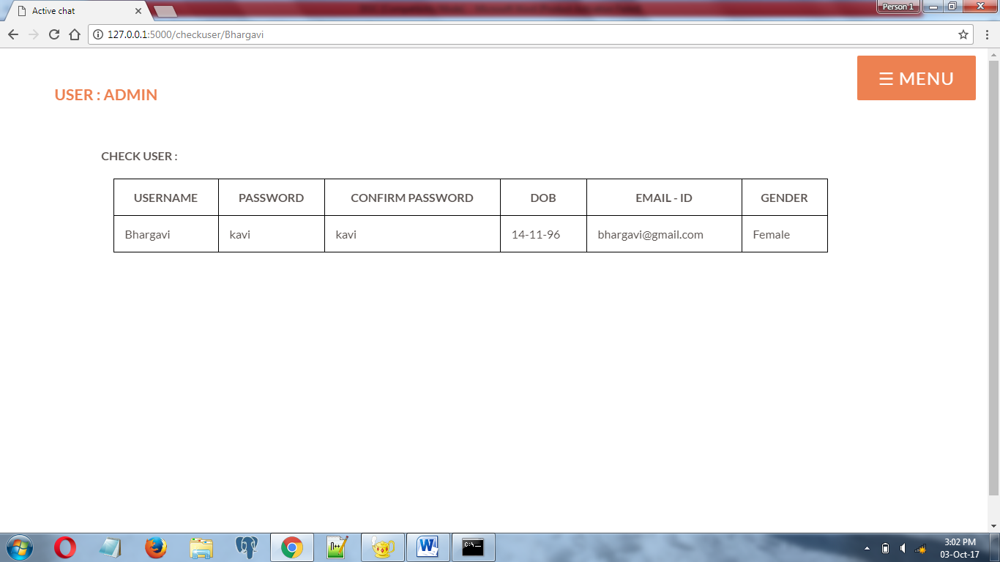 Active chat
Person 1
127.0.0.1:5000/checkuser/Bhargavi
☰ MENU
USER : ADMIN
CHECK USER :
USERNAME PASSWORD CONFIRM PASSWORD DOB EMAIL - ID GENDER
Bhargavi kavi kavi 14-11-96 bhargavi@gmail.com Female
3:02 PM
03-Oct-17